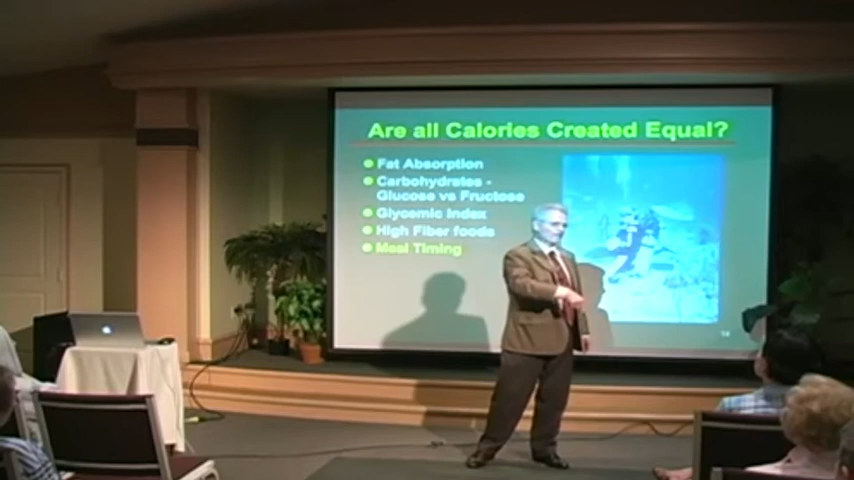 Are all Calories Created Equal?
Fat Absorption
Carbohydrates -
Glucose vs Fructose
Glycemic Index
High Fiber foods
Meal Timing